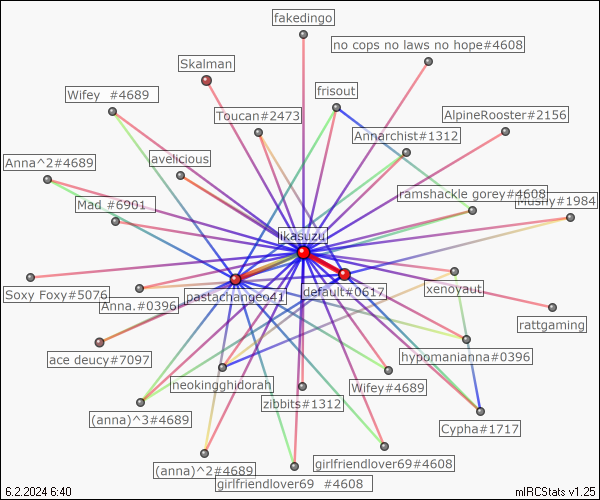 fakedingo
no cops no laws no hope#4608
Skalman
frisout
Wifey  #4689
Toucan#2473
AlpineRooster#2156
Annarchist#1312
avelicious
Anna^2#4689
ramshackle gorey#4608
Mushy#1984
Mad #6901
ikasuzu
Soxy Foxy#5076
Anna.#0396
pastachangeo41
default#0617
xenoyaut
rattgaming
ace deucy#7097
hypomanianna#0396
neokingghidorah
Wifey#4689
zibbits#1312
(anna)^3#4689
Cypha#1717
(anna)^2#4689
girlfriendlover69#4608
girlfriendlover69  #4608
6.2.2024 6:40
mIRCStats v1.25